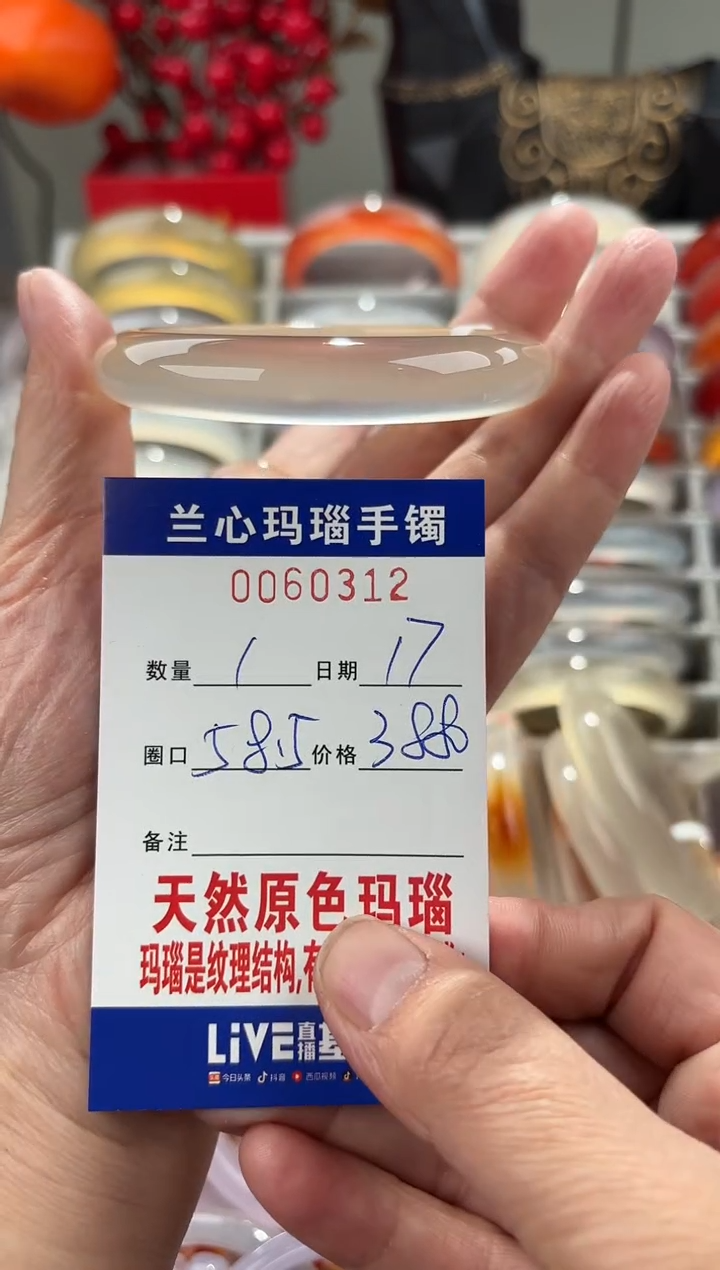 兰心玛瑙手镯
0060312
数量 1 日期 17
圈口 58.5 价格 388
备注
天然原色玛瑙
玛瑙是纹理结构,有
LiVE直播基
今日头条 抖音 西瓜视频